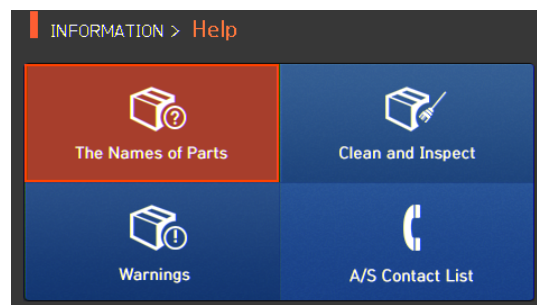 INFORMATION > Help
The Names of Parts
Clean and Inspect
Warnings
A/S Contact List